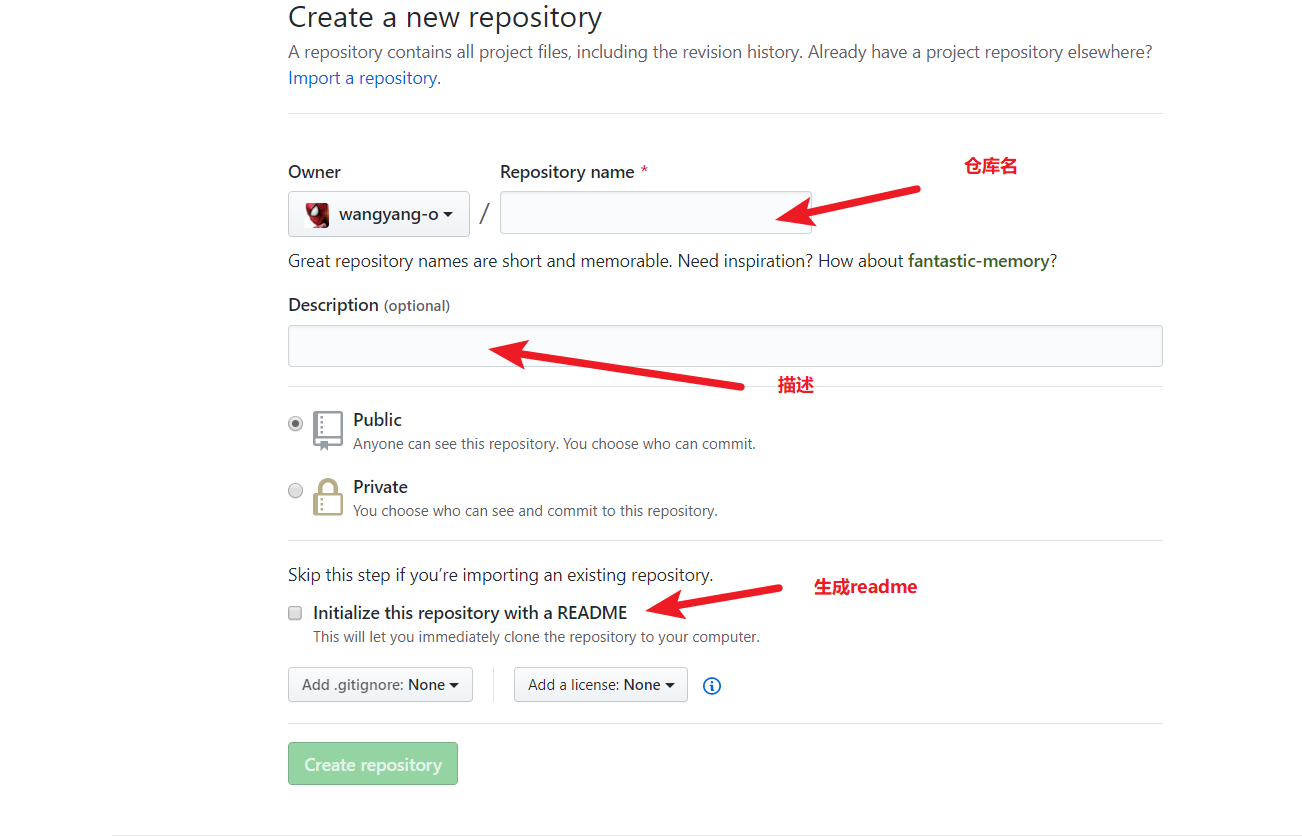 Create a new repository
A repository contains all project files, including the revision history. Already have a project repository elsewhere?
Import a repository.
Owner
Repository name *
仓库名
wangyang-o
/
Great repository names are short and memorable. Need inspiration? How about fantastic-memory?
Description (optional)
描述
Public
Anyone can see this repository. You choose who can commit.
Private
You choose who can see and commit to this repository.
Skip this step if you’re importing an existing repository.
生成readme
Initialize this repository with a README
This will let you immediately clone the repository to your computer.
Add .gitignore: None
Add a license: None
Create repository